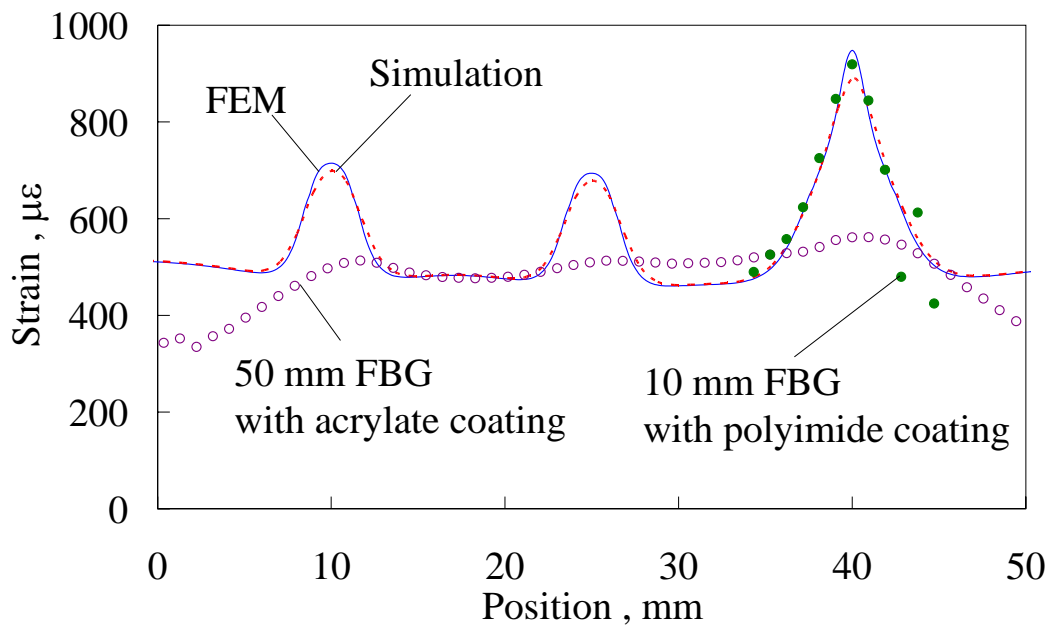 1000
800
600
400
200
0
Strain , με
FEM
Simulation
50 mm FBG
with acrylate coating
10 mm FBG
with polyimide coating
0 10 20 30 40 50
Position , mm